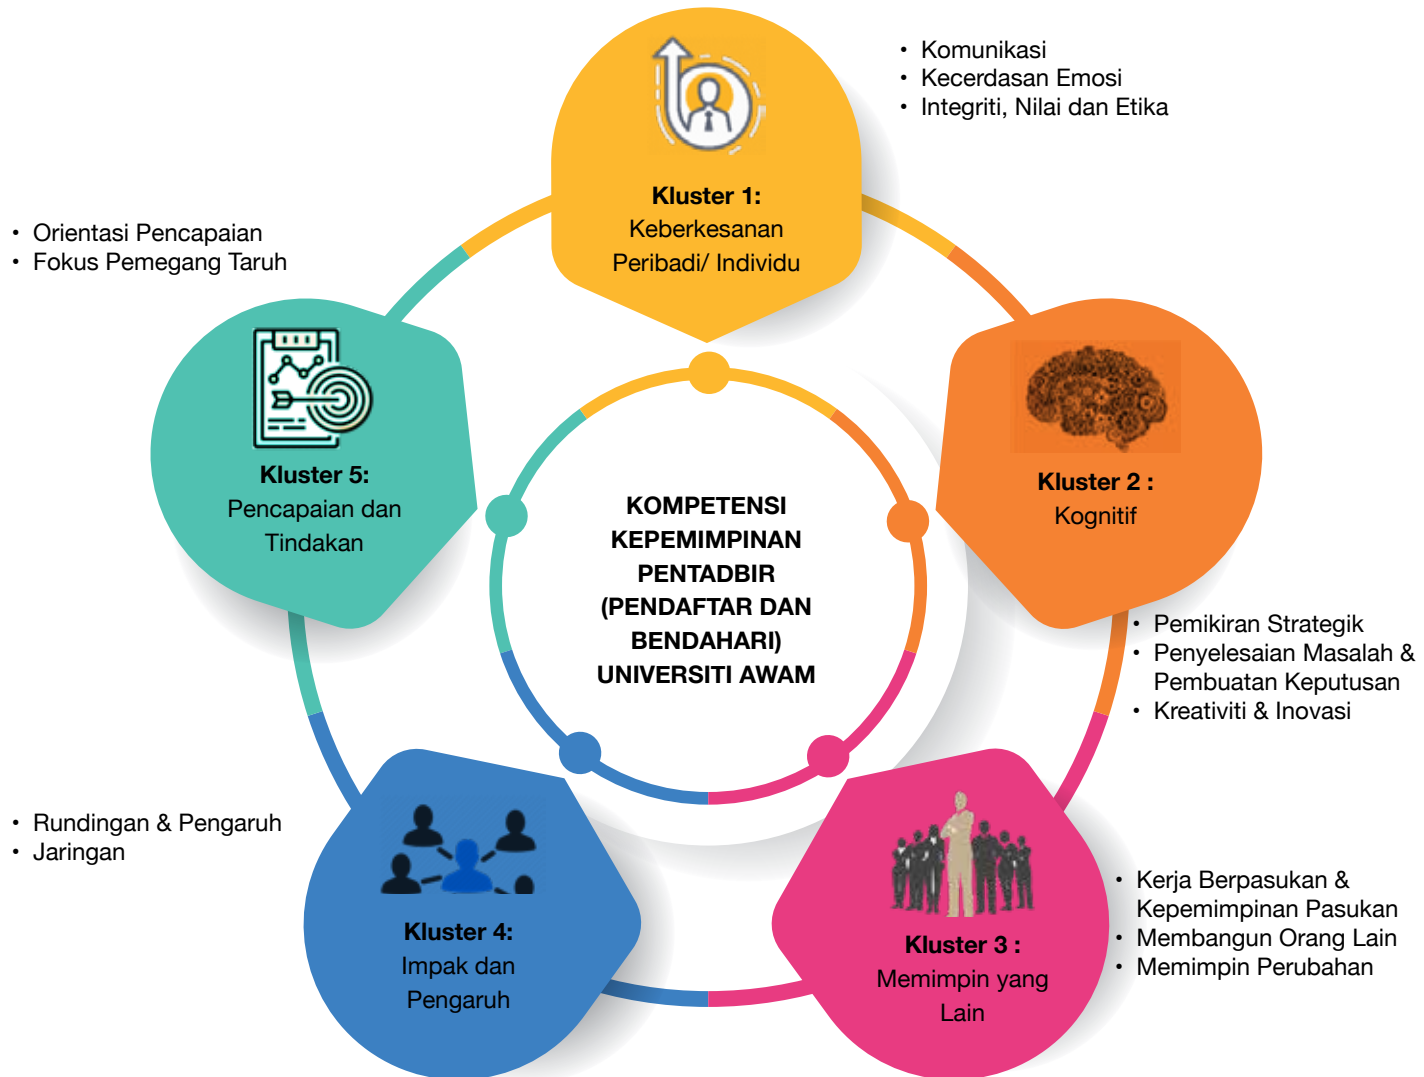 Kluster 1:
Keberkesanan
Peribadi/ Individu
• Komunikasi
• Kecerdasan Emosi
• Integriti, Nilai dan Etika
Kluster 2 :
Kognitif
• Pemikiran Strategik
• Penyelesaian Masalah &
Pembuatan Keputusan
• Kreativiti & Inovasi
Kluster 3 :
Memimpin yang
Lain
• Kerja Berpasukan &
Kepemimpinan Pasukan
• Membangun Orang Lain
• Memimpin Perubahan
Kluster 4:
Impak dan
Pengaruh
• Rundingan & Pengaruh
• Jaringan
Kluster 5:
Pencapaian dan
Tindakan
• Orientasi Pencapaian
• Fokus Pemegang Taruh
KOMPETENSI
KEPEMIMPINAN
PENTADBIR
(PENDAFTAR DAN
BENDAHARI)
UNIVERSITI AWAM